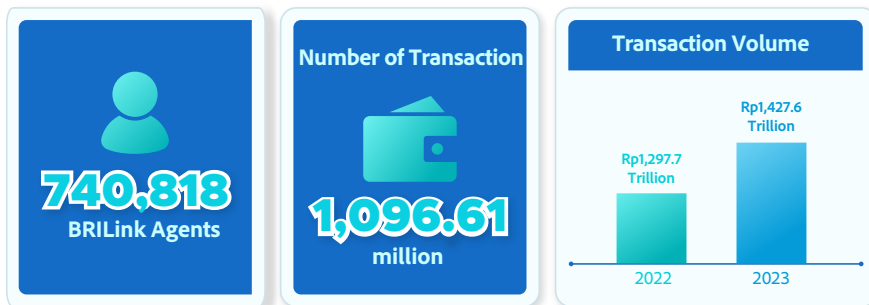 740,818
BRILink Agents
Number of Transaction
1,096.61
million
Transaction Volume
Rp1,297.7
Trillion
Rp1,427.6
Trillion
2022
2023